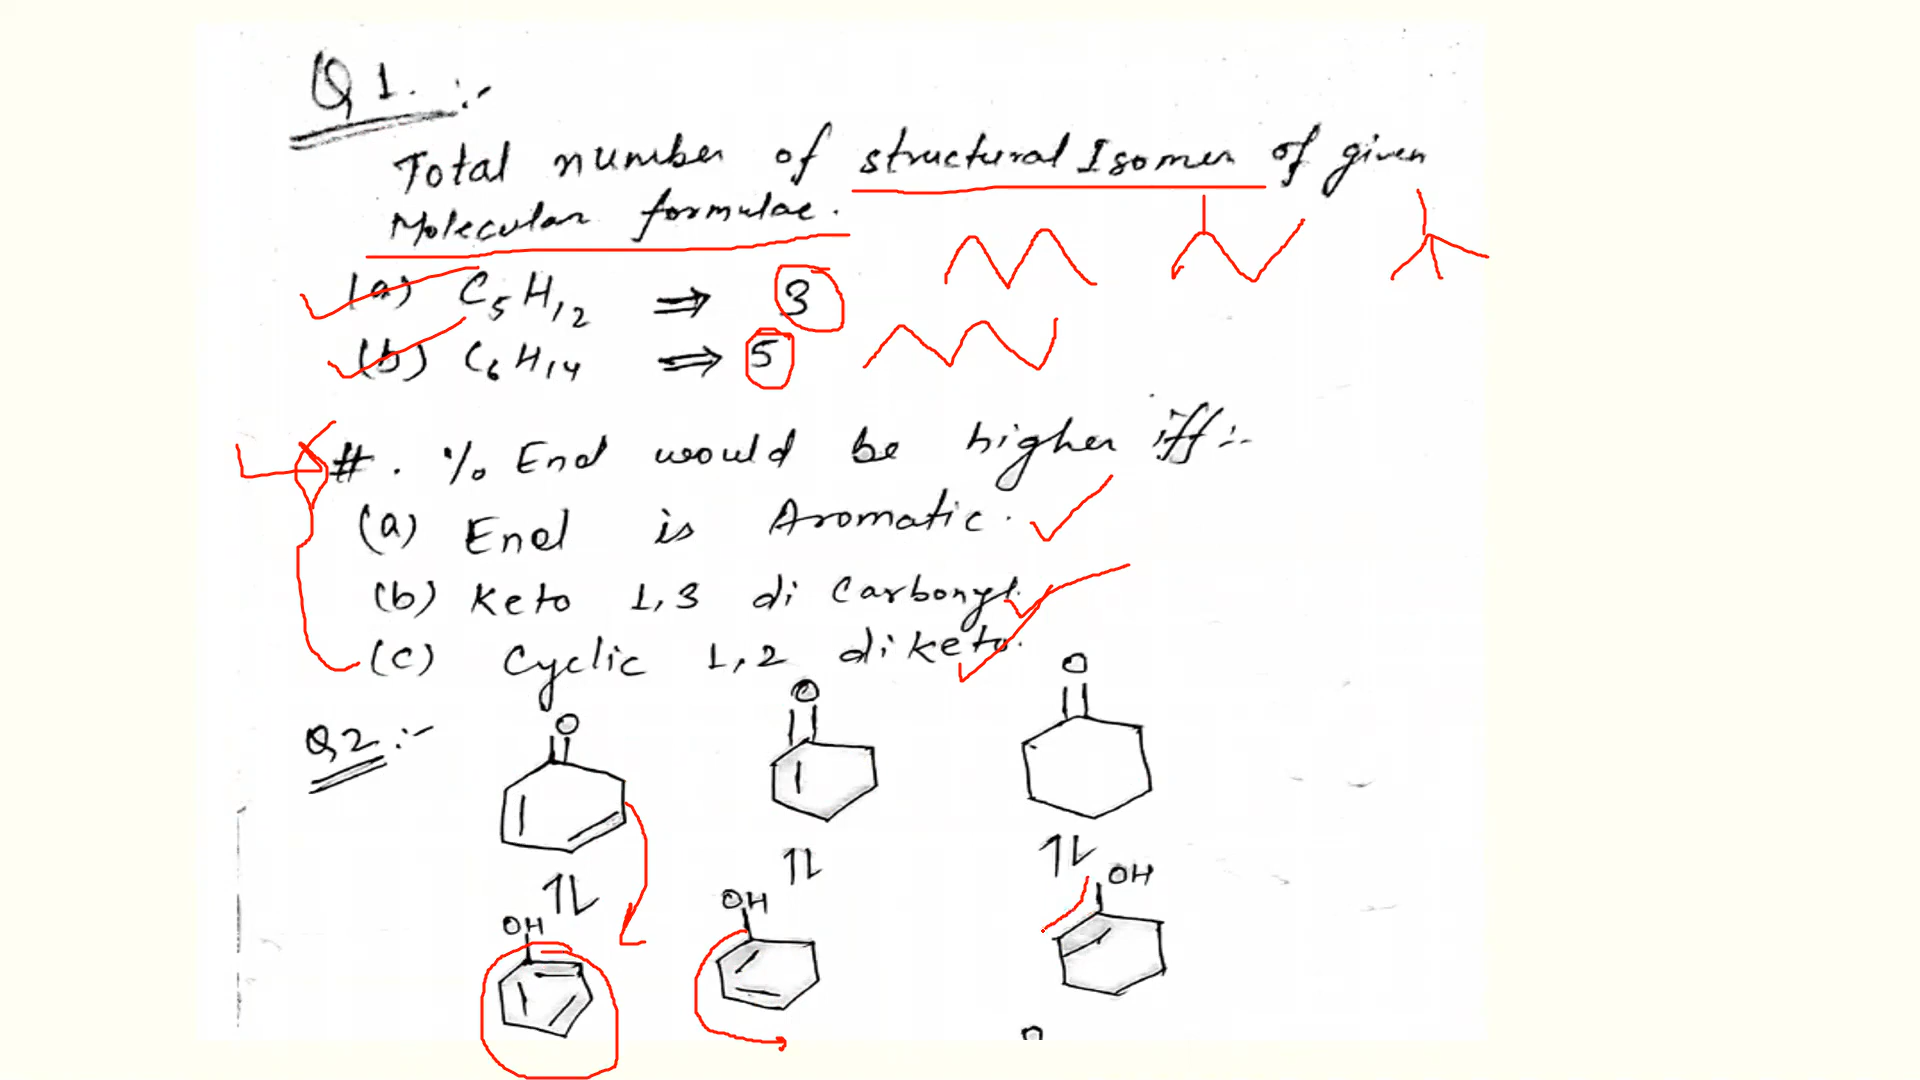 Q1. :-
Total number of structural Isomer of given
Molecular formulae.
(a) C5H12 ⇒ 3
(b) C6H14 ⇒ 5
#. % Enol would be higher iff :-
(a) Enol is Aromatic.
(b) Keto 1,3 di Carbonyl.
(c) Cyclic 1,2 diketo.
Q2 :-
O O O
OH OH OH